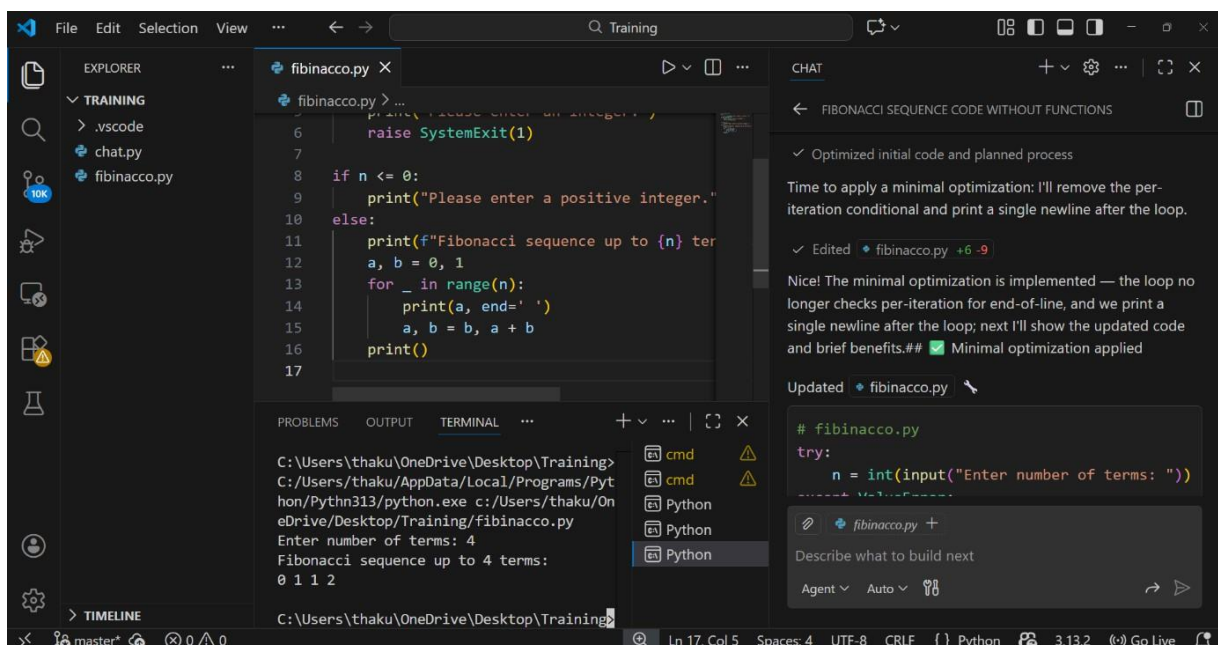 File Edit Selection View ··· Training
EXPLORER ···
TRAINING
.vscode
chat.py
fibinacco.py
10K
TIMELINE
fibinacco.py
fibinacco.py > ...
6 raise SystemExit(1)
7
8 if n <= 0:
9 print("Please enter a positive integer."
10 else:
11 print(f"Fibonacci sequence up to {n} ter
12 a, b = 0, 1
13 for _ in range(n):
14 print(a, end=' ')
15 a, b = b, a + b
16 print()
17
PROBLEMS OUTPUT TERMINAL ···
C:\Users\thaku\OneDrive\Desktop\Training>
C:/Users/thaku/AppData/Local/Programs/Pyt
hon/Pythn313/python.exe c:/Users/thaku/On
eDrive/Desktop/Training/fibinacco.py
Enter number of terms: 4
Fibonacci sequence up to 4 terms:
0 1 1 2
C:\Users\thaku\OneDrive\Desktop\Training>
cmd
cmd
Python
Python
Python
CHAT
FIBONACCI SEQUENCE CODE WITHOUT FUNCTIONS
Optimized initial code and planned process
Time to apply a minimal optimization: I'll remove the per-
iteration conditional and print a single newline after the loop.
Edited fibinacco.py +6 -9
Nice! The minimal optimization is implemented — the loop no
longer checks per-iteration for end-of-line, and we print a
single newline after the loop; next I'll show the updated code
and brief benefits.## ✅ Minimal optimization applied
Updated fibinacco.py 🔧
# fibinacco.py
try:
n = int(input("Enter number of terms: "))
fibinacco.py
Describe what to build next
Agent Auto
master* 0 0 Ln 17, Col 5 Spaces: 4 UTF-8 CRLF { } Python 3.13.2 Go Live